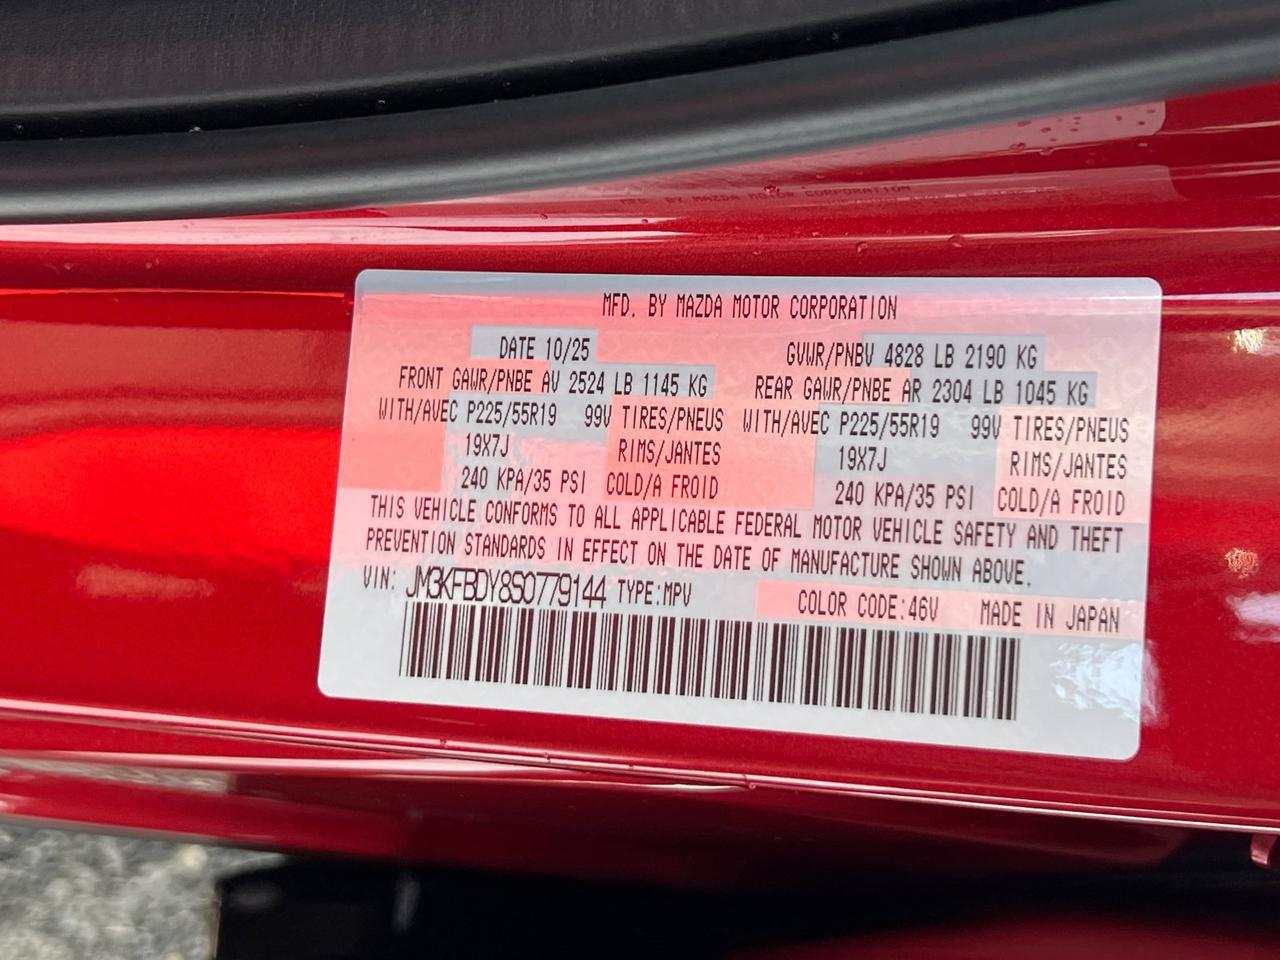 MFD. BY MAZDA MOTOR CORPORATION
MFD. BY MAZDA MOTOR CORPORATION
DATE 10/25 GVWR/PNBV 4828 LB 2190 KG
FRONT GAWR/PNBE AV 2524 LB 1145 KG REAR GAWR/PNBE AR 2304 LB 1045 KG
WITH/AVEC P225/55R19 99V TIRES/PNEUS WITH/AVEC P225/55R19 99V TIRES/PNEUS
19X7J RIMS/JANTES 19X7J RIMS/JANTES
240 KPA/35 PSI COLD/A FROID 240 KPA/35 PSI COLD/A FROID
THIS VEHICLE CONFORMS TO ALL APPLICABLE FEDERAL MOTOR VEHICLE SAFETY AND THEFT
PREVENTION STANDARDS IN EFFECT ON THE DATE OF MANUFACTURE SHOWN ABOVE.
VIN: JM3KFBDY8S0779144 TYPE:MPV COLOR CODE:46V MADE IN JAPAN